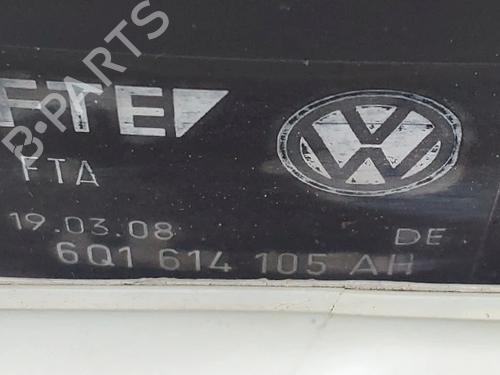 FTE
B-PARTS
FTA
19.03.08 DE
6Q1 614 105 AH